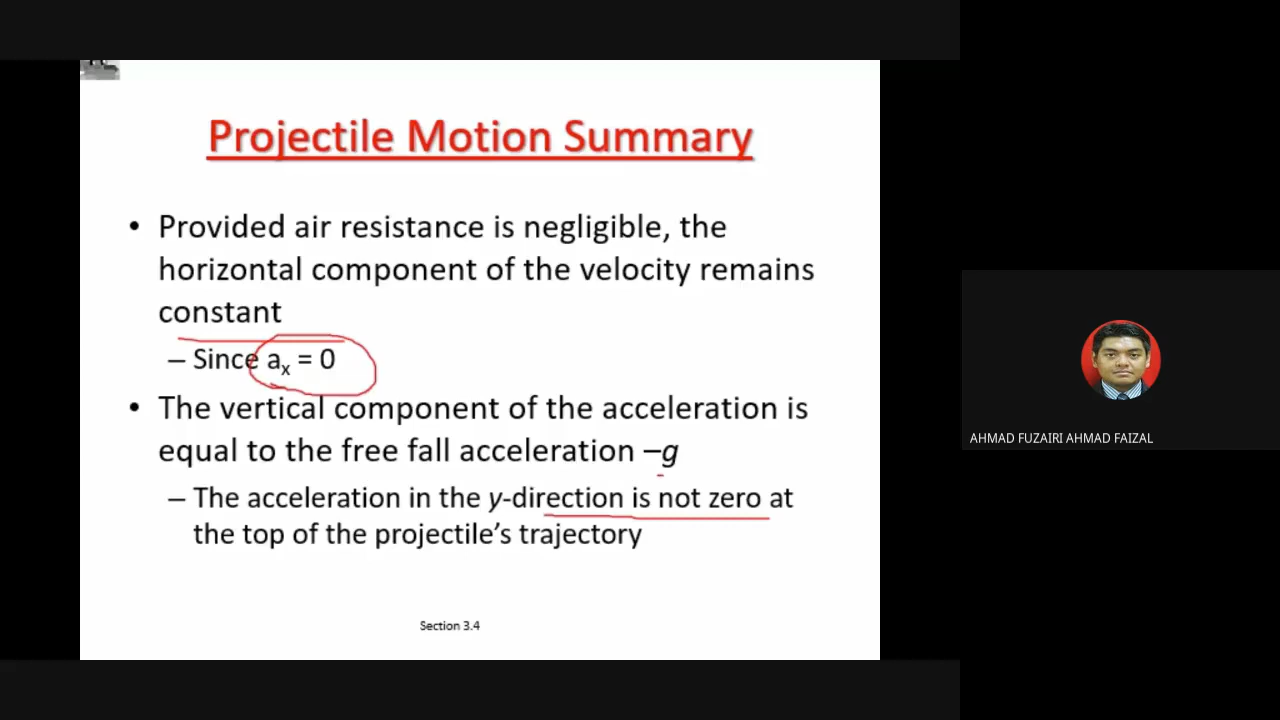 Projectile Motion Summary
• Provided air resistance is negligible, the
horizontal component of the velocity remains
constant
– Since aₓ = 0
• The vertical component of the acceleration is
equal to the free fall acceleration –g
– The acceleration in the y-direction is not zero at
the top of the projectile’s trajectory
Section 3.4
AHMAD FUZAIRI AHMAD FAIZAL